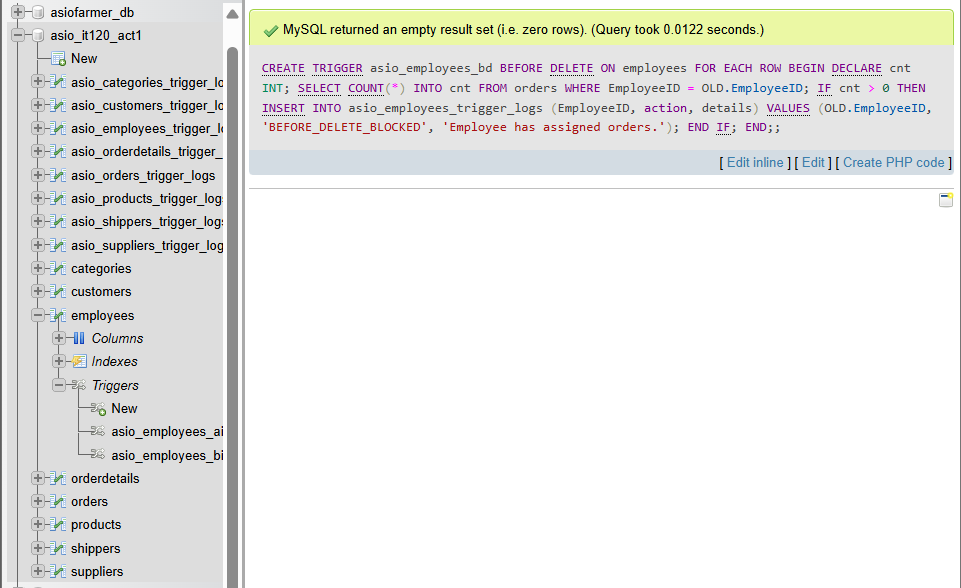 asiofarmer_db
asio_it120_act1
New
asio_categories_trigger_lo
asio_customers_trigger_lo
asio_employees_trigger_l
asio_orderdetails_trigger_
asio_orders_trigger_logs
asio_products_trigger_log
asio_shippers_trigger_log
asio_suppliers_trigger_log
categories
customers
employees
Columns
Indexes
Triggers
New
asio_employees_ai
asio_employees_bi
orderdetails
orders
products
shippers
suppliers
MySQL returned an empty result set (i.e. zero rows). (Query took 0.0122 seconds.)
CREATE TRIGGER asio_employees_bd BEFORE DELETE ON employees FOR EACH ROW BEGIN DECLARE cnt
INT; SELECT COUNT(*) INTO cnt FROM orders WHERE EmployeeID = OLD.EmployeeID; IF cnt > 0 THEN
INSERT INTO asio_employees_trigger_logs (EmployeeID, action, details) VALUES (OLD.EmployeeID,
'BEFORE_DELETE_BLOCKED', 'Employee has assigned orders.'); END IF; END;;
[ Edit inline ] [ Edit ] [ Create PHP code ]